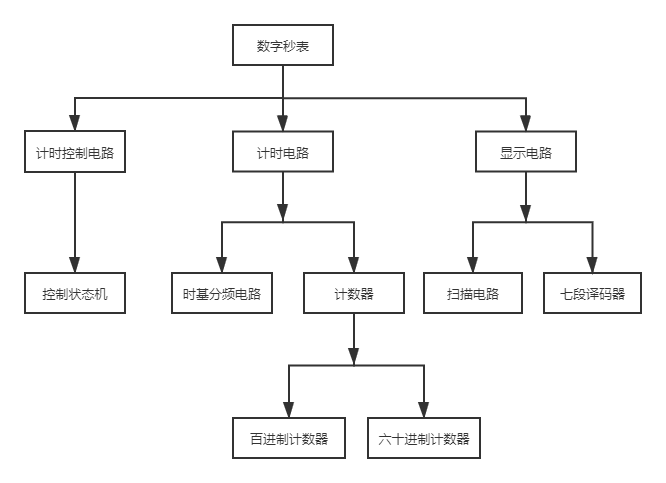 数字秒表
计时控制电路
计时电路
显示电路
控制状态机
时基分频电路
计数器
扫描电路
七段译码器
百进制计数器
六十进制计数器